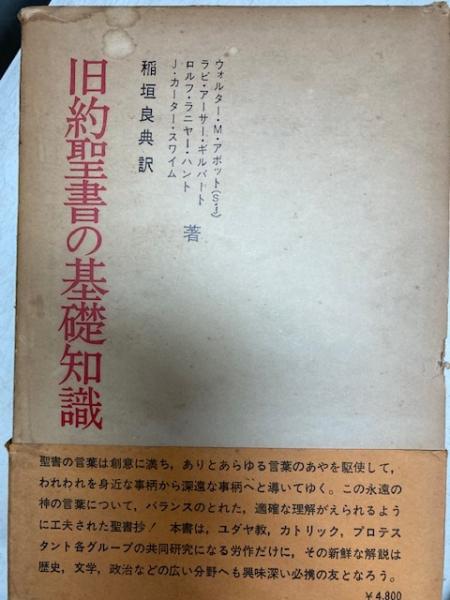 ウォルター・M・アボット(S・J)
ラビ・アーサー・ギルバート
ロルフ・ラニヤー・ハント
J・カーター・スワイム
著
稲垣良典訳
旧約聖書の基礎知識
聖書の言葉は創意に満ち，ありとあらゆる言葉のあやを駆使して，
われわれを身近な事柄から深遠な事柄へと導いてゆく。この永遠の
神の言葉について，バランスのとれた，適確な理解がえられるよう
に工夫された聖書抄！ 本書は，ユダヤ教，カトリック，プロテス
タント各グループの共同研究になる労作だけに，その新鮮な解説は
歴史，文学，政治などの広い分野へも興味深い必携の友となろう。
￥4,800